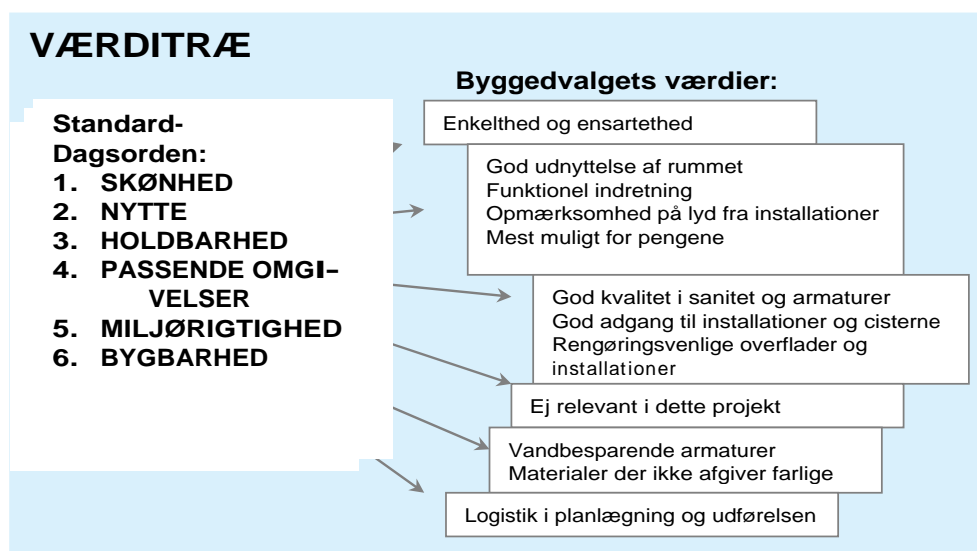 VÆRDITRÆ
Standard-
Dagsorden:
1. SKØNHED
2. NYTTE
3. HOLDBARHED
4. PASSENDE OMGI-
VELSER
5. MILJØRIGTIGHED
6. BYGBARHED
Byggedvalgets værdier:
Enkelthed og ensartethed
God udnyttelse af rummet
Funktionel indretning
Opmærksomhed på lyd fra installationer
Mest muligt for pengene
God kvalitet i sanitet og armaturer
God adgang til installationer og cisterne
Rengøringsvenlige overflader og
installationer
Ej relevant i dette projekt
Vandbesparende armaturer
Materialer der ikke afgiver farlige
Logistik i planlægning og udførelsen